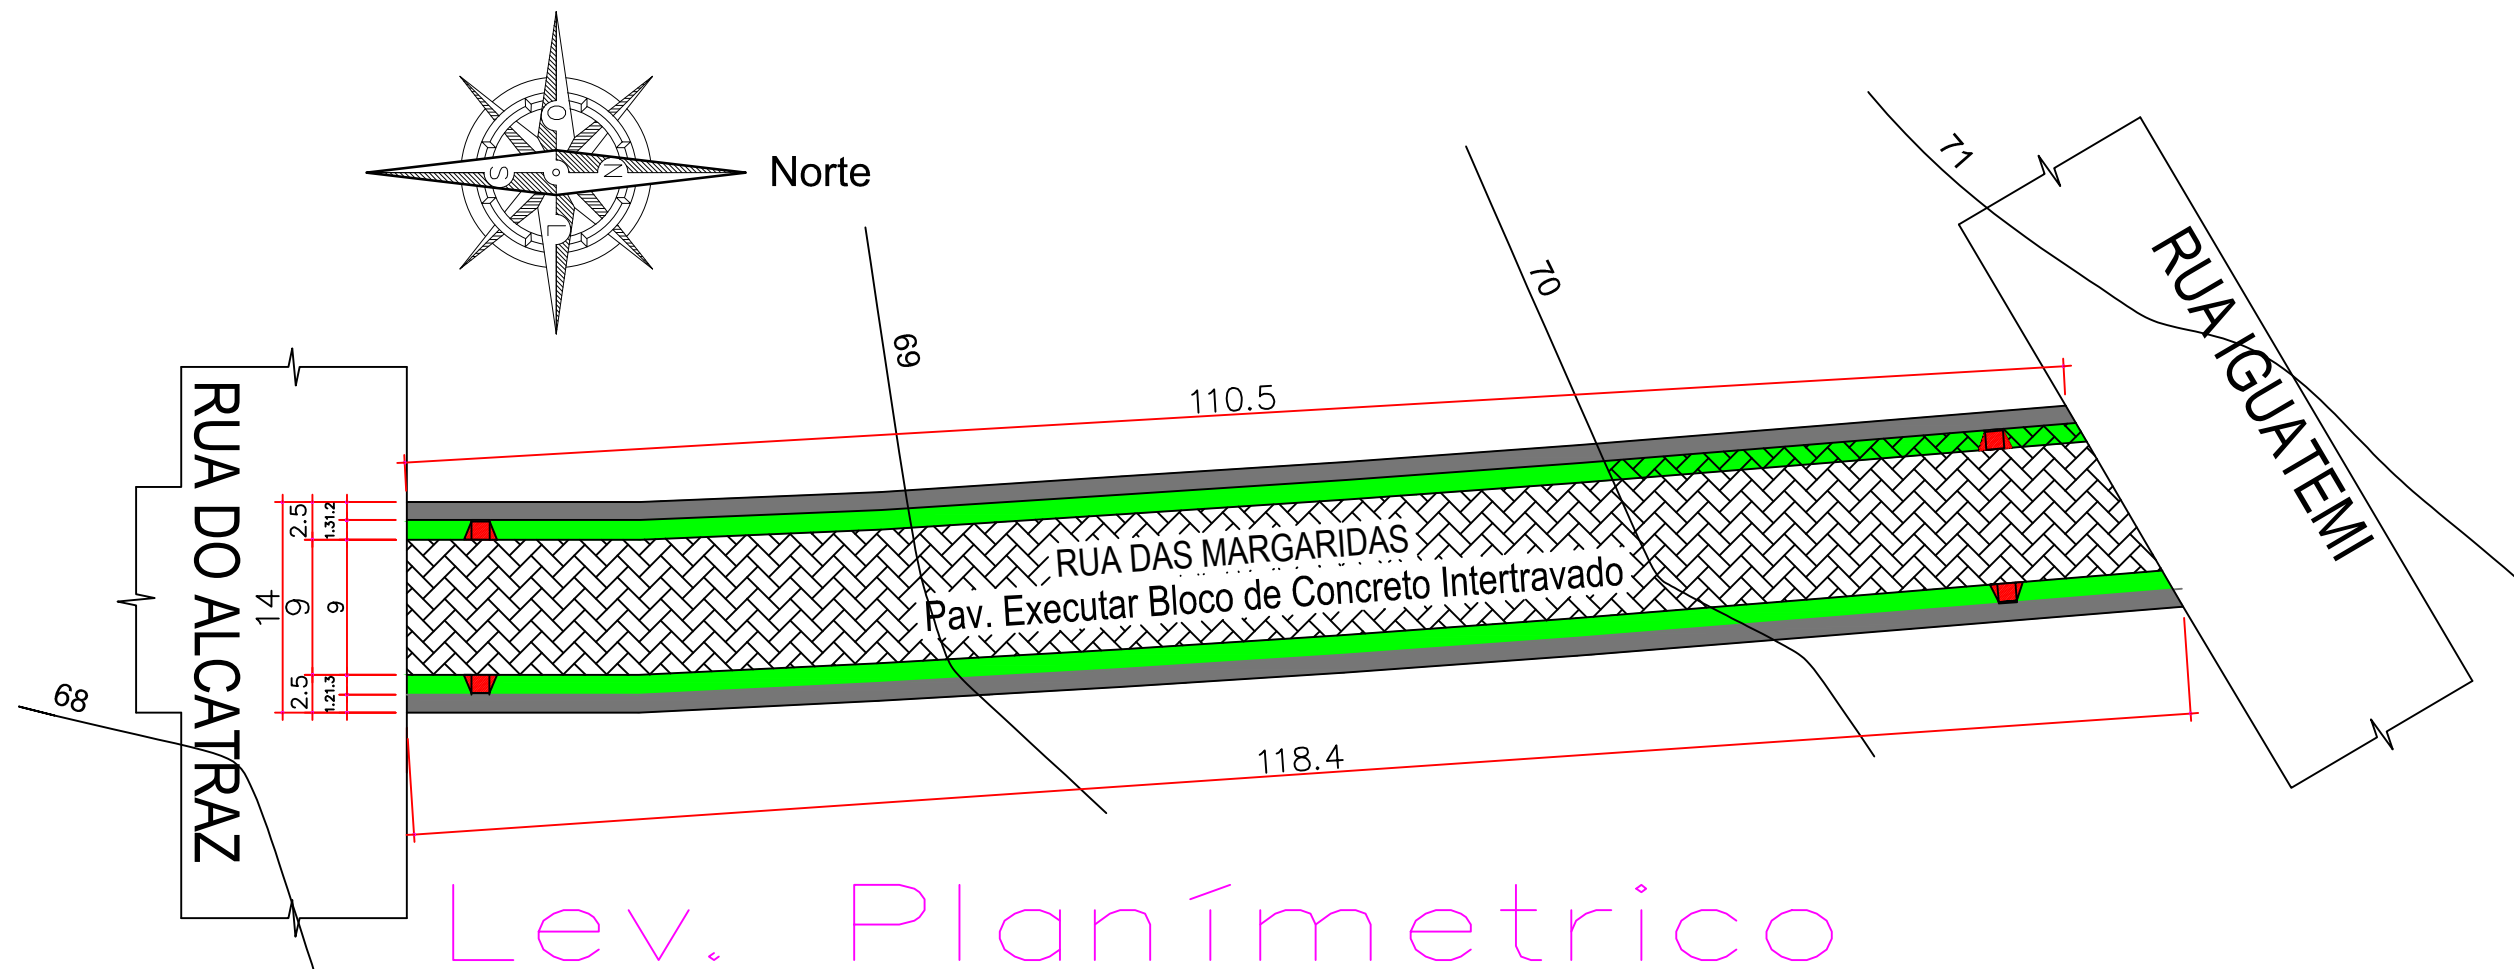 O
S
N
L
Norte
71
70
69
68
RUA IGUATEMI
RUA DO ALCATRAZ
110.5
14
2.5
9
2.5
1.2
1.3
9
1.3
1.2
RUA DAS MARGARIDAS
Pav. Executar Bloco de Concreto Intertravado
118.4
Lev. Planímetrico